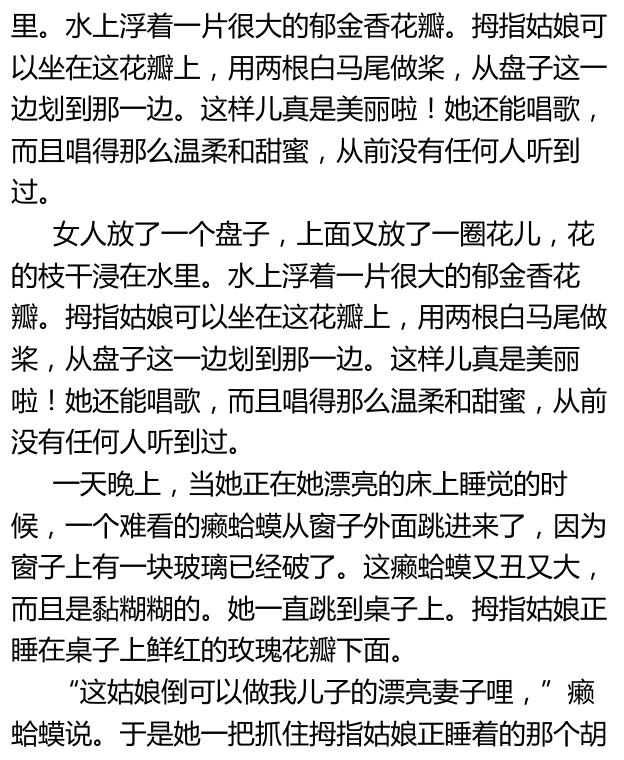 里。水上浮着一片很大的郁金香花瓣。拇指姑娘可
以坐在这花瓣上，用两根白马尾做桨，从盘子这一
边划到那一边。这样儿真是美丽啦！她还能唱歌，
而且唱得那么温柔和甜蜜，从前没有任何人听到
过。
女人放了一个盘子，上面又放了一圈花儿，花
的枝干浸在水里。水上浮着一片很大的郁金香花
瓣。拇指姑娘可以坐在这花瓣上，用两根白马尾做
桨，从盘子这一边划到那一边。这样儿真是美丽
啦！她还能唱歌，而且唱得那么温柔和甜蜜，从前
没有任何人听到过。
一天晚上，当她正在她漂亮的床上睡觉的时
候，一个难看的癞蛤蟆从窗子外面跳进来了，因为
窗子上有一块玻璃已经破了。这癞蛤蟆又丑又大，
而且是黏糊糊的。她一直跳到桌子上。拇指姑娘正
睡在桌子上鲜红的玫瑰花瓣下面。
“这姑娘倒可以做我儿子的漂亮妻子哩，”癞
蛤蟆说。于是她一把抓住拇指姑娘正睡着的那个胡